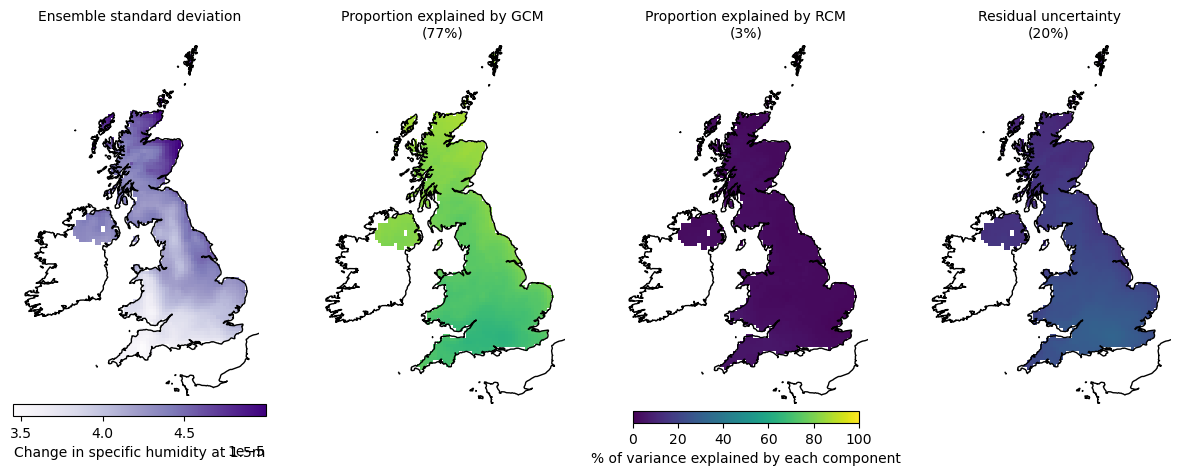 Ensemble standard deviation
Proportion explained by GCM
(77%)
Proportion explained by RCM
(3%)
Residual uncertainty
(20%)
3.5 4.0 4.5
1e−5
Change in specific humidity at 1.5m
0 20 40 60 80 100
% of variance explained by each component